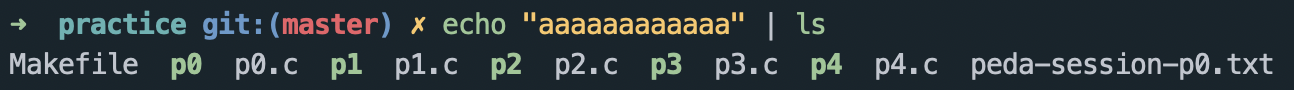 ➜  practice git:(master) ✗ echo "aaaaaaaaaaaa" | ls
Makefile  p0  p0.c  p1  p1.c  p2  p2.c  p3  p3.c  p4  p4.c  peda-session-p0.txt